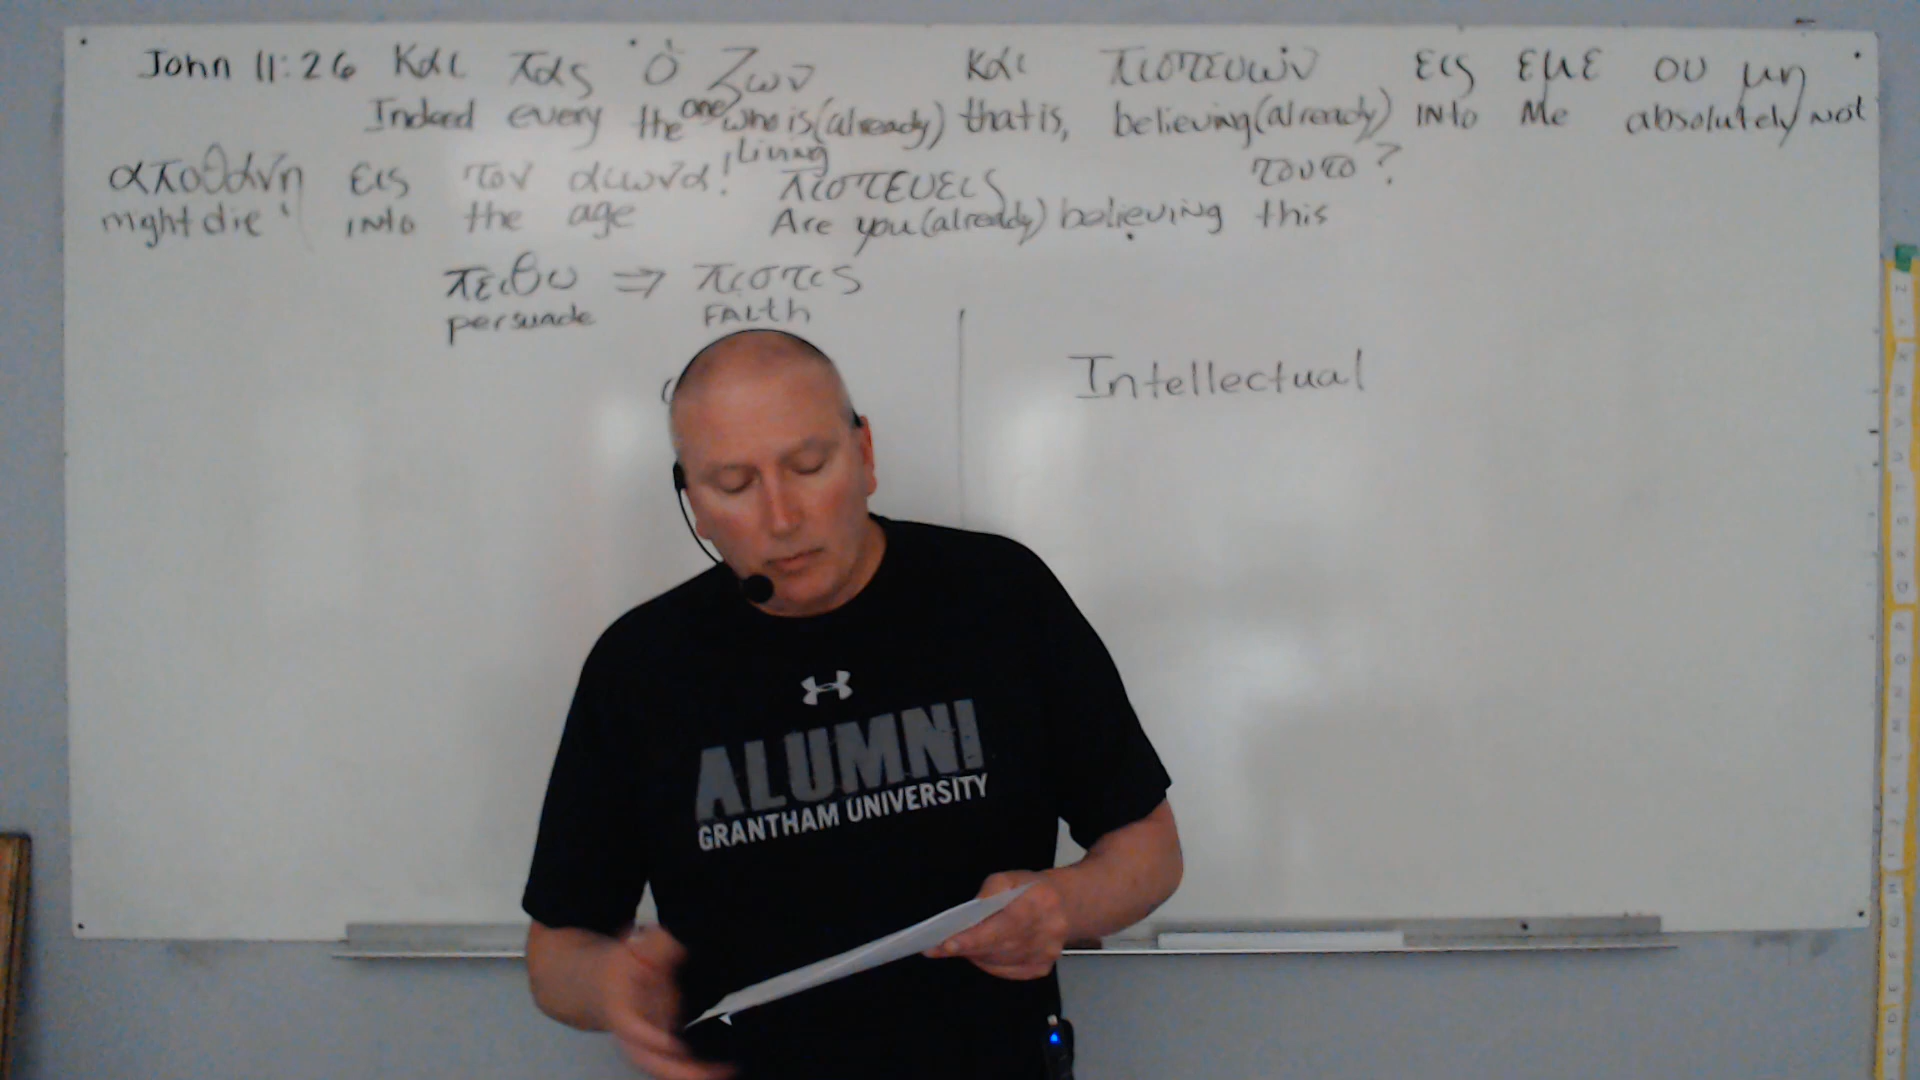 John 11:26 Και πας ὁ Ζων και πιστευων εις εμε ου μη
Indeed every the one who is (already) that is, believing (already) INto Me absolutely not
Living
αποθανη εις τον αιωνα! πιστευεις τουτο?
might die INto the age Are you (already) believing this
πειθω ⇒ πιστις
persuade FAith
Intellectual
ALUMNI
GRANTHAM UNIVERSITY